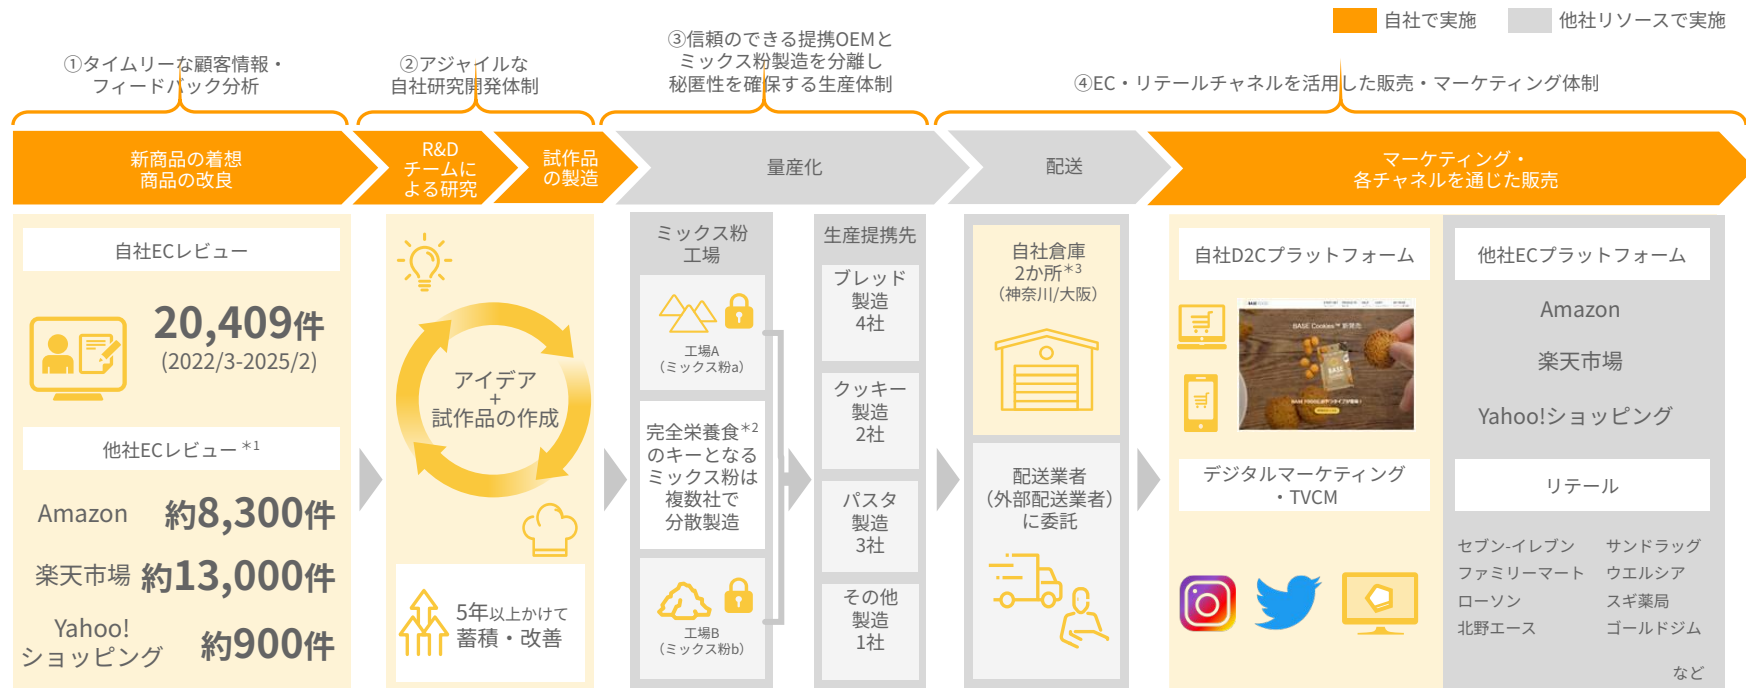 自社で実施
他社リソースで実施
①タイムリーな顧客情報・
フィードバック分析
②アジャイルな
自社研究開発体制
③信頼のできる提携OEMと
ミックス粉製造を分離し
秘匿性を確保する生産体制
④EC・リテールチャネルを活用した販売・マーケティング体制
新商品の着想
商品の改良
R&D
チームに
よる研究
試作品
の製造
量産化
配送
マーケティング・
各チャネルを通じた販売
自社ECレビュー
20,409件
(2022/3-2025/2)
他社ECレビュー＊1
Amazon
約8,300件
楽天市場
約13,000件
Yahoo!
ショッピング
約900件
アイデア
+
試作品の作成
5年以上かけて
蓄積・改善
ミックス粉
工場
工場A
（ミックス粉a）
完全栄養食＊2
のキーとなる
ミックス粉は
複数社で
分散製造
工場B
（ミックス粉b）
生産提携先
ブレッド
製造
4社
クッキー
製造
2社
パスタ
製造
3社
その他
製造
1社
自社倉庫
2か所＊3
（神奈川/大阪）
配送業者
（外部配送業者）
に委託
自社D2Cプラットフォーム
BASE Cookies™ 新発売
BASE
デジタルマーケティング
・TVCM
他社ECプラットフォーム
Amazon
楽天市場
Yahoo!ショッピング
リテール
セブン-イレブン
サンドラッグ
ファミリーマート
ウエルシア
ローソン
スギ薬局
北野エース
ゴールドジム
など